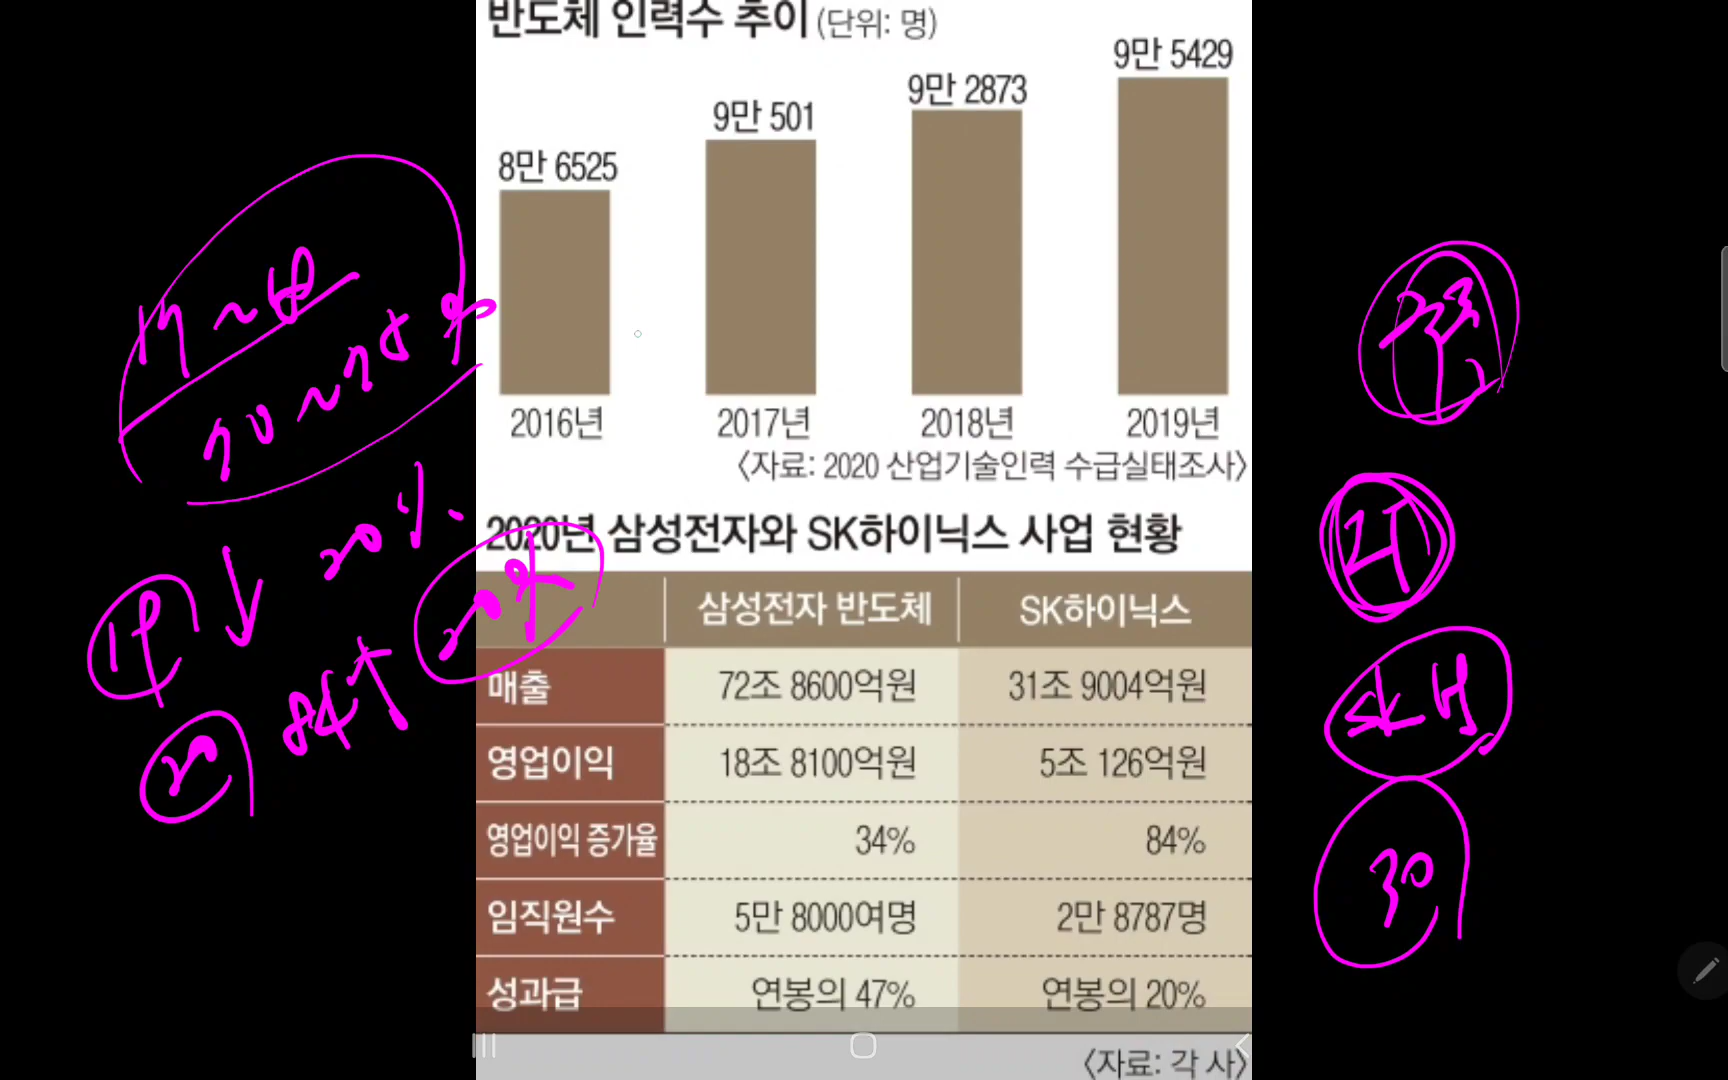 반도체 인력수 추이 (단위: 명)
8만 6525 9만 501 9만 2873 9만 5429
2016년 2017년 2018년 2019년
〈자료: 2020 산업기술인력 수급실태조사〉
2020년 삼성전자와 SK하이닉스 사업 현황
삼성전자 반도체 SK하이닉스
매출 72조 8600억원 31조 9004억원
영업이익 18조 8100억원 5조 126억원
영업이익 증가율 34% 84%
임직원수 5만 8000여명 2만 8787명
성과급 연봉의 47% 연봉의 20%
〈자료: 각 사〉
20%
19
20
SK
30